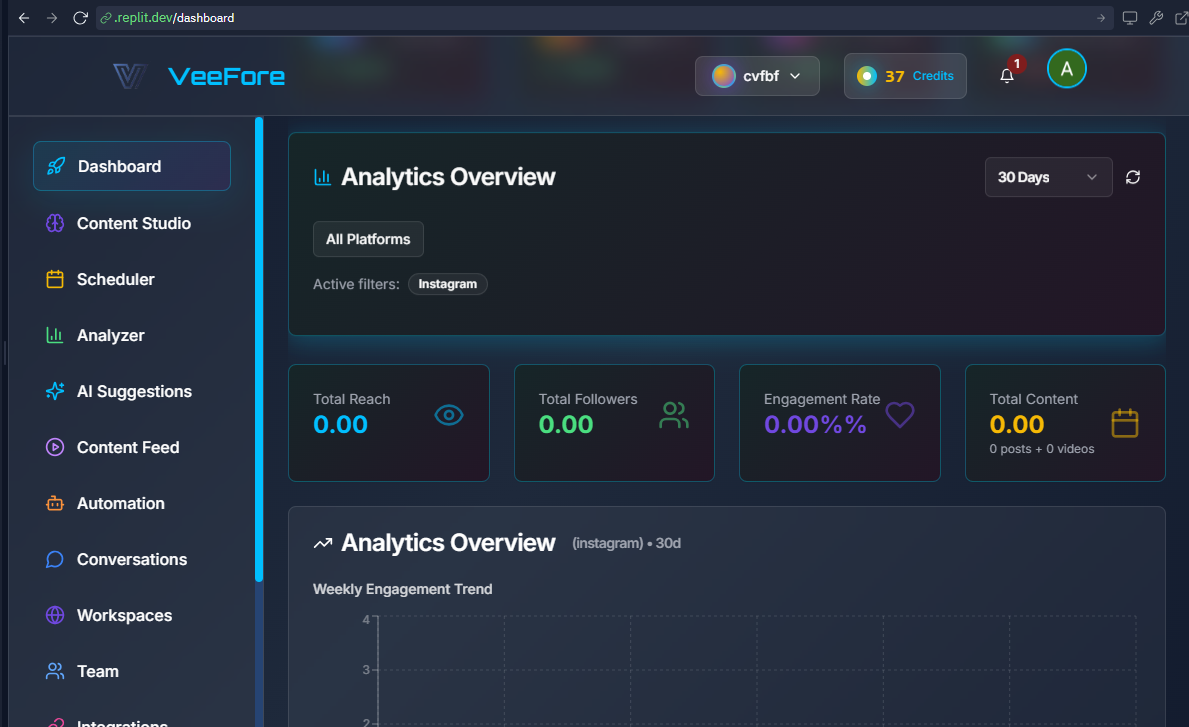 .replit.dev/dashboard
VeeFore
cvfbf
37 Credits
1
A
Dashboard
Content Studio
Scheduler
Analyzer
AI Suggestions
Content Feed
Automation
Conversations
Workspaces
Team
Integrations
Analytics Overview
30 Days
All Platforms
Active filters: Instagram
Total Reach
0.00
Total Followers
0.00
Engagement Rate
0.00%%
Total Content
0.00
0 posts + 0 videos
Analytics Overview (instagram) • 30d
Weekly Engagement Trend
4
3
2